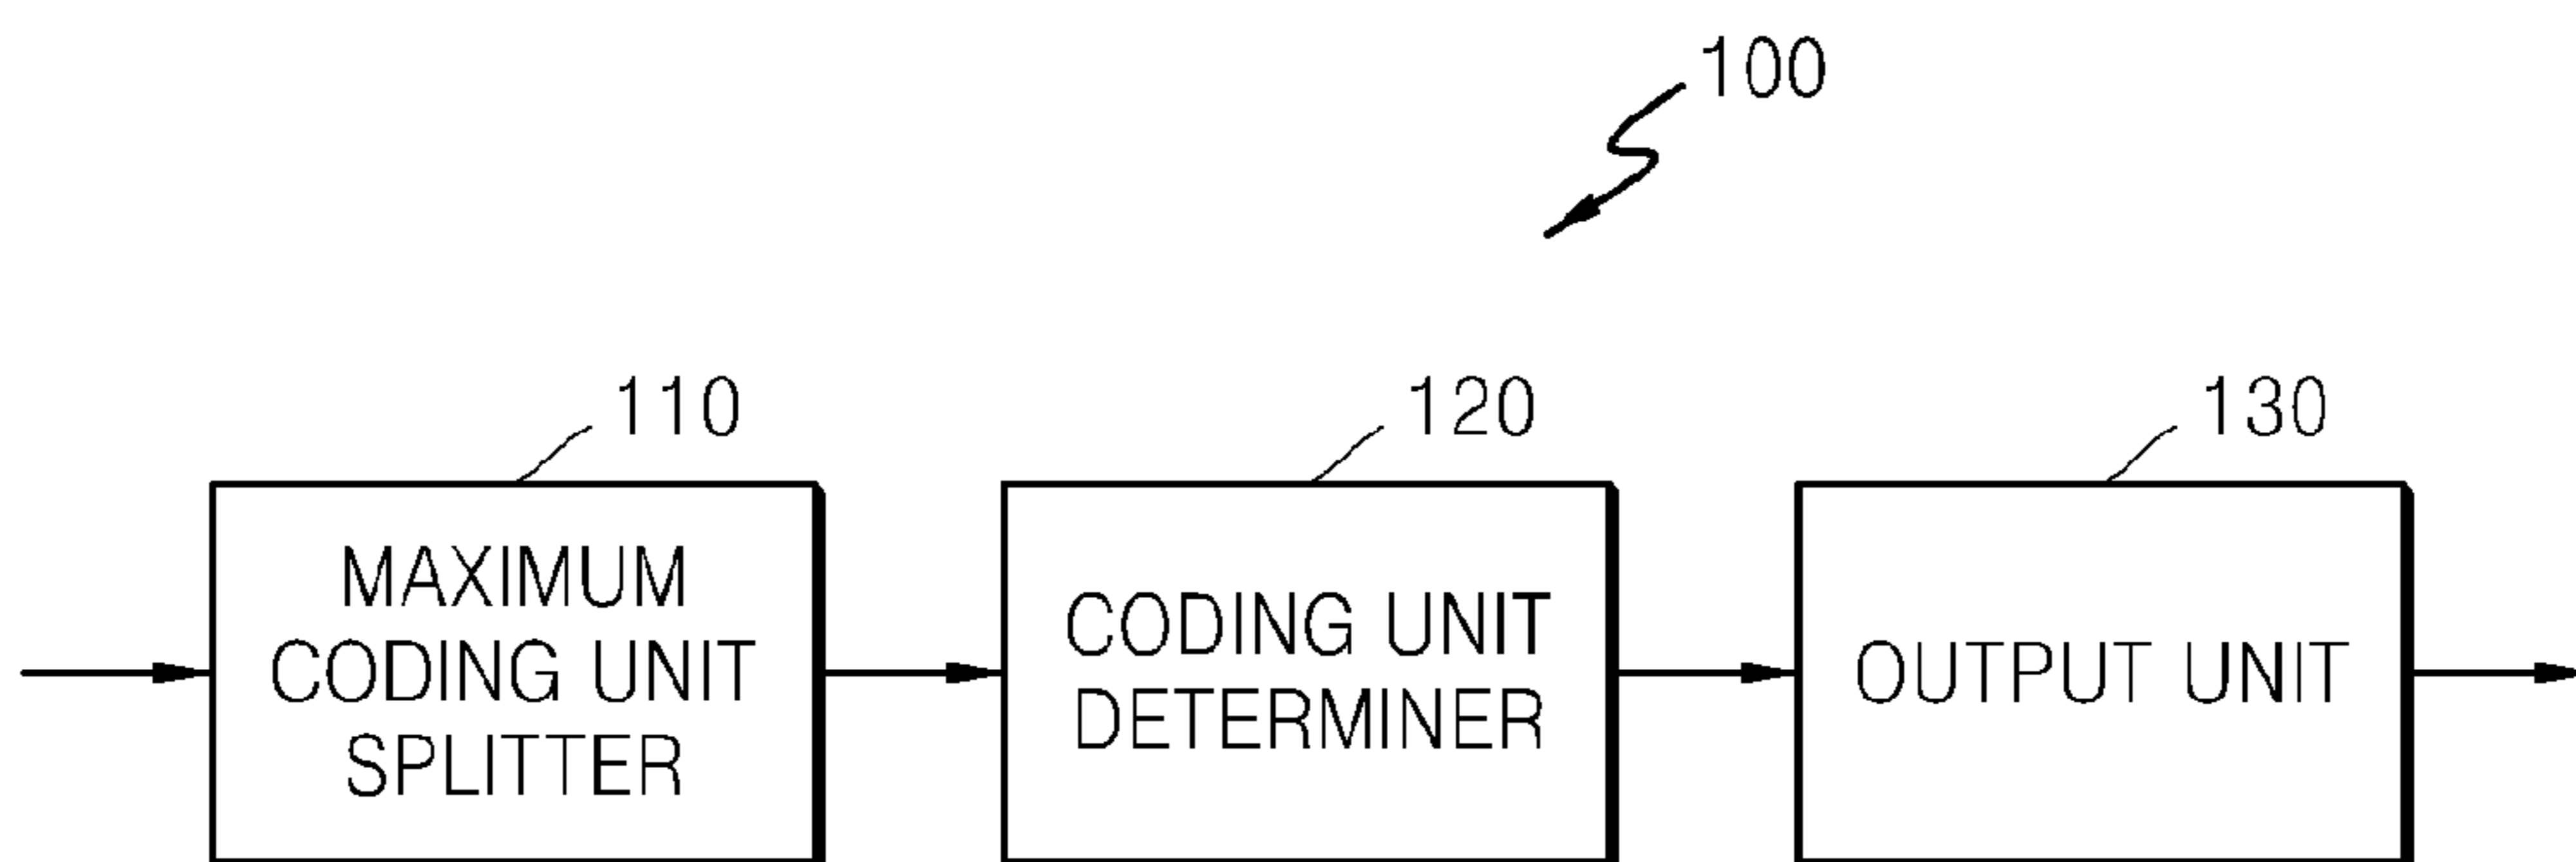 100
110
120
130
MAXIMUM
CODING UNIT
SPLITTER
CODING UNIT
DETERMINER
OUTPUT UNIT